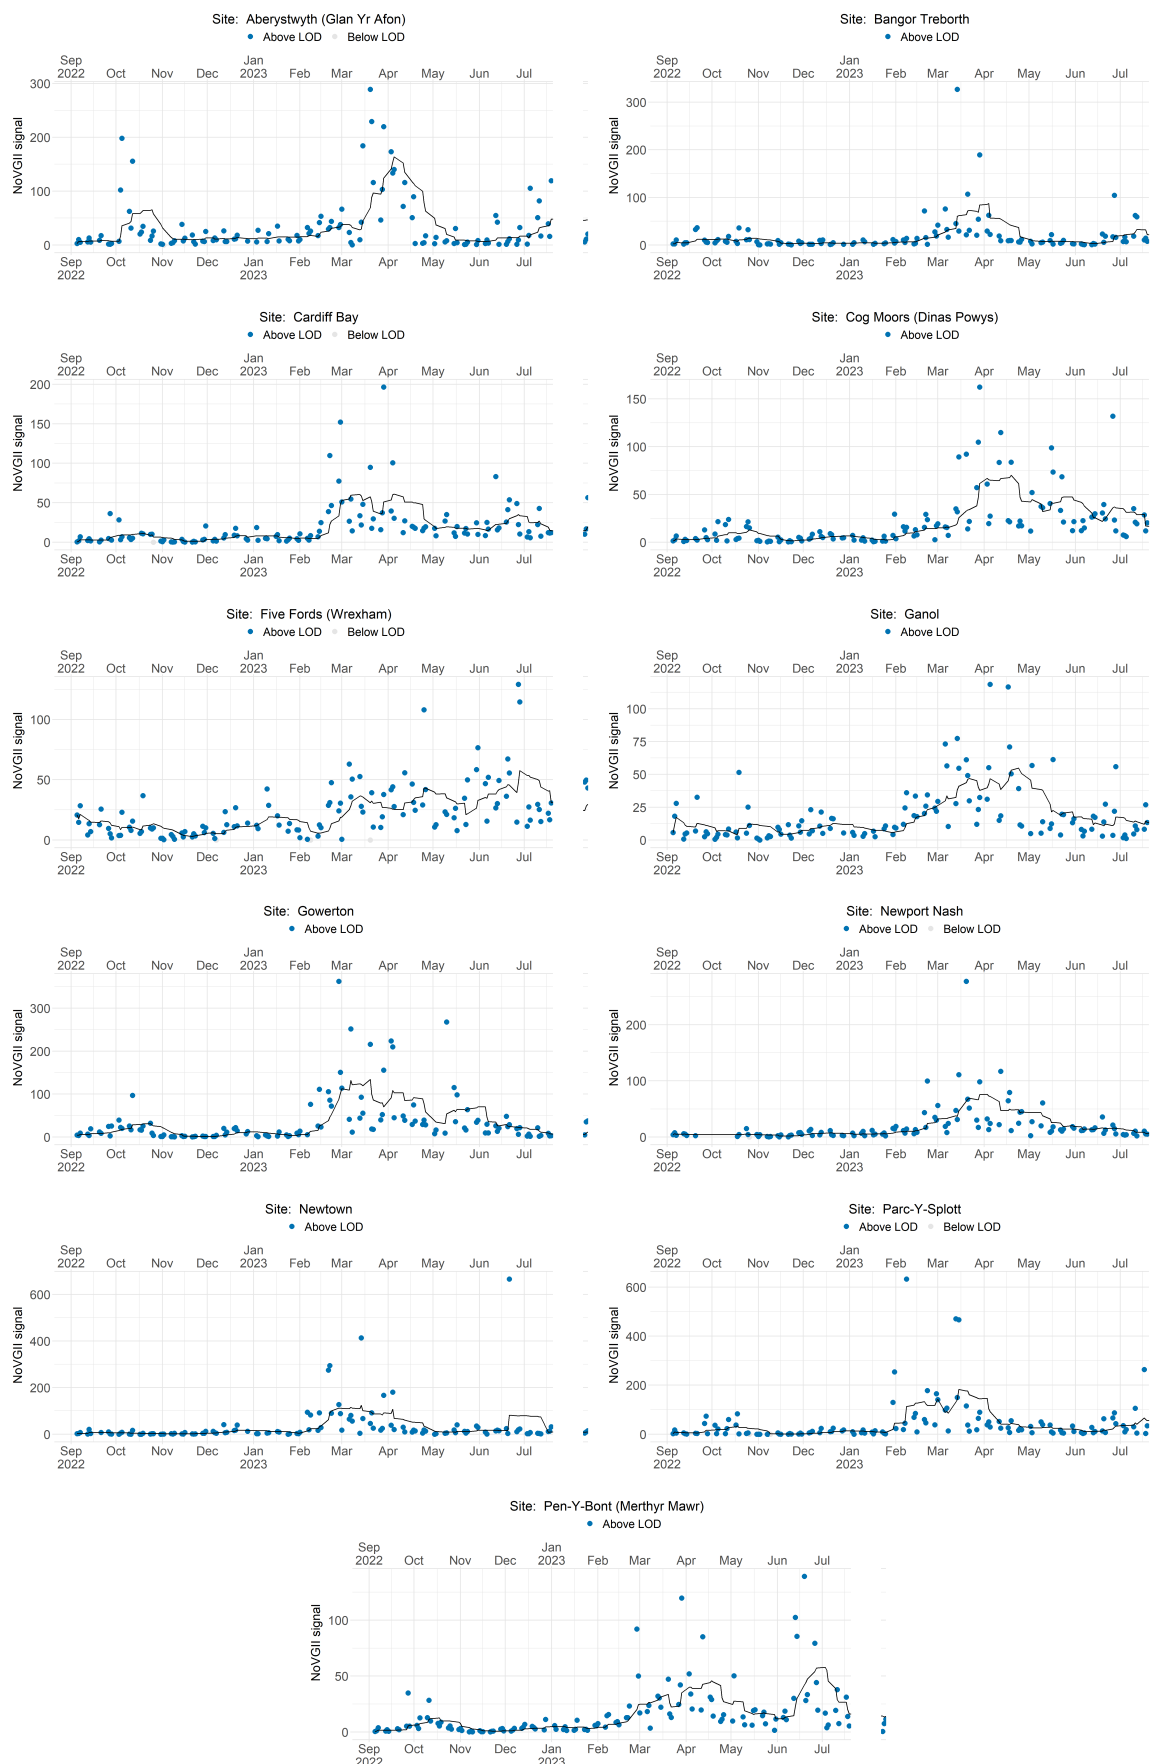 Site: Aberystwyth (Glan Yr Afon)
Above LOD Below LOD
Sep Jan
2022 Oct Nov Dec 2023 Feb Mar Apr May Jun Jul
300
200
100
0
NoVGII signal
Sep Oct Nov Dec Jan Feb Mar Apr May Jun Jul
2022 2023
Site: Bangor Treborth
Above LOD
Sep Jan
2022 Oct Nov Dec 2023 Feb Mar Apr May Jun Jul
300
200
100
0
NoVGII signal
Sep Oct Nov Dec Jan Feb Mar Apr May Jun Jul
2022 2023
Site: Cardiff Bay
Above LOD Below LOD
Sep Jan
2022 Oct Nov Dec 2023 Feb Mar Apr May Jun Jul
200
150
100
50
0
NoVGII signal
Sep Oct Nov Dec Jan Feb Mar Apr May Jun Jul
2022 2023
Site: Cog Moors (Dinas Powys)
Above LOD
Sep Jan
2022 Oct Nov Dec 2023 Feb Mar Apr May Jun Jul
150
100
50
0
NoVGII signal
Sep Oct Nov Dec Jan Feb Mar Apr May Jun Jul
2022 2023
Site: Five Fords (Wrexham)
Above LOD Below LOD
Sep Jan
2022 Oct Nov Dec 2023 Feb Mar Apr May Jun Jul
100
50
0
NoVGII signal
Sep Oct Nov Dec Jan Feb Mar Apr May Jun Jul
2022 2023
Site: Ganol
Above LOD
Sep Jan
2022 Oct Nov Dec 2023 Feb Mar Apr May Jun Jul
100
75
50
25
0
NoVGII signal
Sep Oct Nov Dec Jan Feb Mar Apr May Jun Jul
2022 2023
Site: Gowerton
Above LOD
Sep Jan
2022 Oct Nov Dec 2023 Feb Mar Apr May Jun Jul
300
200
100
0
NoVGII signal
Sep Oct Nov Dec Jan Feb Mar Apr May Jun Jul
2022 2023
Site: Newport Nash
Above LOD Below LOD
Sep Jan
2022 Oct Nov Dec 2023 Feb Mar Apr May Jun Jul
200
100
0
NoVGII signal
Sep Oct Nov Dec Jan Feb Mar Apr May Jun Jul
2022 2023
Site: Newtown
Above LOD
Sep Jan
2022 Oct Nov Dec 2023 Feb Mar Apr May Jun Jul
600
400
200
0
NoVGII signal
Sep Oct Nov Dec Jan Feb Mar Apr May Jun Jul
2022 2023
Site: Parc-Y-Splott
Above LOD Below LOD
Sep Jan
2022 Oct Nov Dec 2023 Feb Mar Apr May Jun Jul
600
400
200
0
NoVGII signal
Sep Oct Nov Dec Jan Feb Mar Apr May Jun Jul
2022 2023
Site: Pen-Y-Bont (Merthyr Mawr)
Above LOD
Sep Jan
2022 Oct Nov Dec 2023 Feb Mar Apr May Jun Jul
100
50
0
NoVGII signal
Sep Oct Nov Dec Jan Feb Mar Apr May Jun Jul
2022 2023